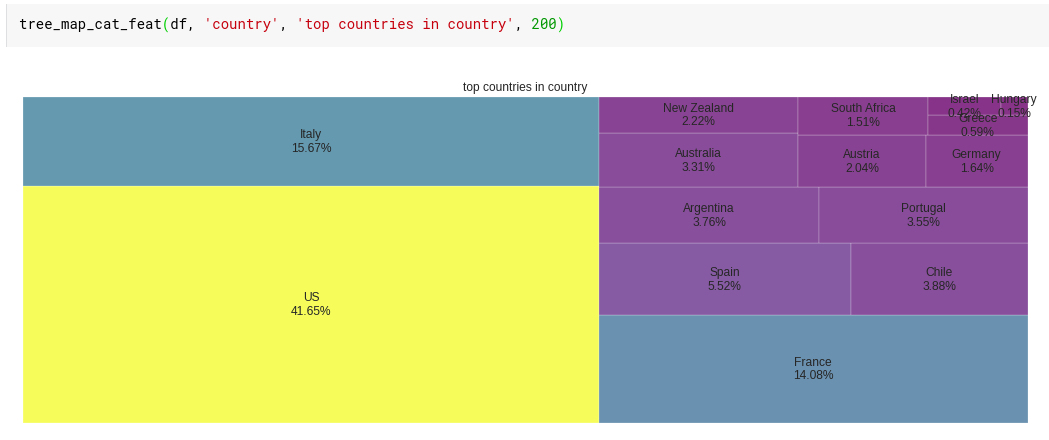 tree_map_cat_feat(df, 'country', 'top countries in country', 200)
top countries in country
Italy
15.67%
US
41.65%
New Zealand
2.22%
South Africa
1.51%
Israel
0.42%
Hungary
0.15%
Greece
0.59%
Australia
3.31%
Austria
2.04%
Germany
1.64%
Argentina
3.76%
Portugal
3.55%
Spain
5.52%
Chile
3.88%
France
14.08%